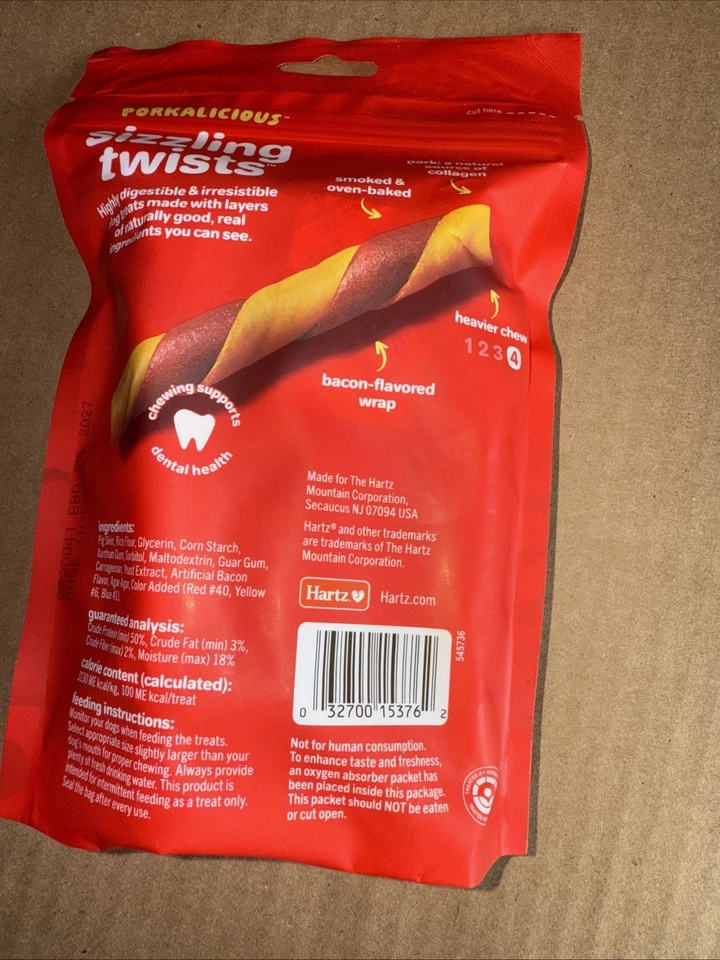 PORKALICIOUS™
cut here
sizzling
twists™
Highly digestible & irresistible
dog treats made with layers
of naturally good, real
ingredients you can see.
smoked &
oven-baked
pork: a natural
source of
collagen
heavier chew
1 2 3 4
bacon-flavored
wrap
chewing supports
dental health
2027
Made for The Hartz
Mountain Corporation,
Secaucus NJ 07094 USA
Hartz® and other trademarks
are trademarks of The Hartz
Mountain Corporation.
Hartz
Hartz.com
ingredients:
Pig Skin, Rice Flour, Glycerin, Corn Starch,
Xanthan Gum, Sorbitol, Maltodextrin, Guar Gum,
Carrageenan, Yeast Extract, Artificial Bacon
Flavor, Agar-Agar, Color Added (Red #40, Yellow
#6, Blue #1).
guaranteed analysis:
Crude Protein (min) 50%, Crude Fat (min) 3%,
Crude Fiber (max) 2%, Moisture (max) 18%
calorie content (calculated):
ME kcal/kg, 100 ME kcal/treat
feeding instructions:
Monitor your dogs when feeding the treats.
Select appropriate size slightly larger than your
dog's mouth for proper chewing. Always provide
plenty of fresh drinking water. This product is
intended for intermittent feeding as a treat only.
Seal the bag after every use.
545736
0 32700 15376 2
Not for human consumption.
To enhance taste and freshness,
an oxygen absorber packet has
been placed inside this package.
This packet should NOT be eaten
or cut open.